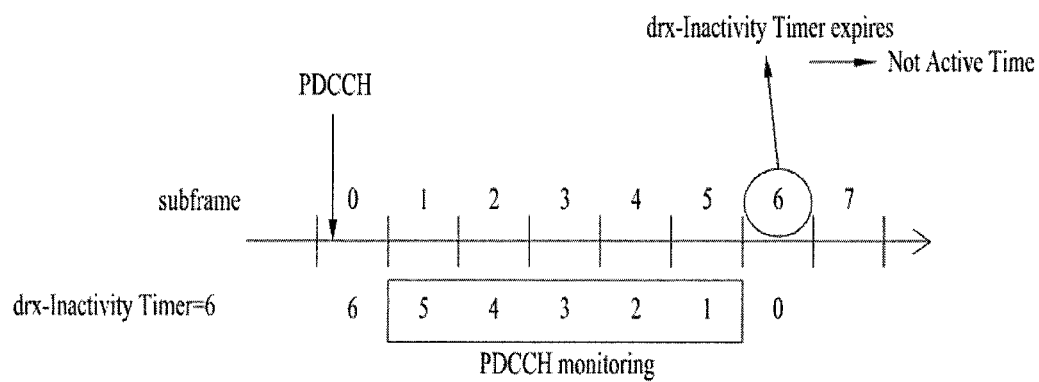 drx-Inactivity Timer expires
Not Active Time
PDCCH
subframe 0 1 2 3 4 5 6 7
drx-Inactivity Timer=6 6 5 4 3 2 1 0
PDCCH monitoring